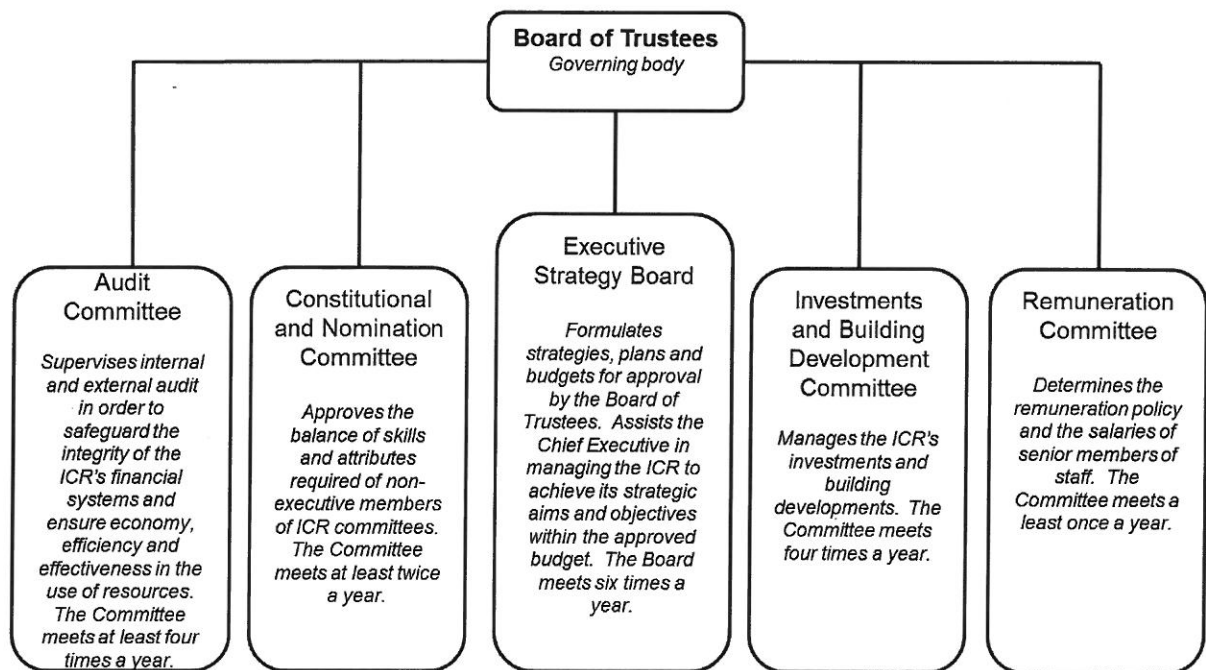 Board of Trustees
Governing body
Audit
Committee
Supervises internal
and external audit
in order to
safeguard the
integrity of the
ICR's financial
systems and
ensure economy,
efficiency and
effectiveness in the
use of resources.
The Committee
meets at least four
times a year.
Constitutional
and Nomination
Committee
Approves the
balance of skills
and attributes
required of non-
executive members
of ICR committees.
The Committee
meets at least twice
a year.
Executive
Strategy Board
Formulates
strategies, plans and
budgets for approval
by the Board of
Trustees. Assists the
Chief Executive in
managing the ICR to
achieve its strategic
aims and objectives
within the approved
budget. The Board
meets six times a
year.
Investments
and Building
Development
Committee
Manages the ICR's
investments and
building
developments. The
Committee meets
four times a year.
Remuneration
Committee
Determines the
remuneration policy
and the salaries of
senior members of
staff. The
Committee meets a
least once a year.